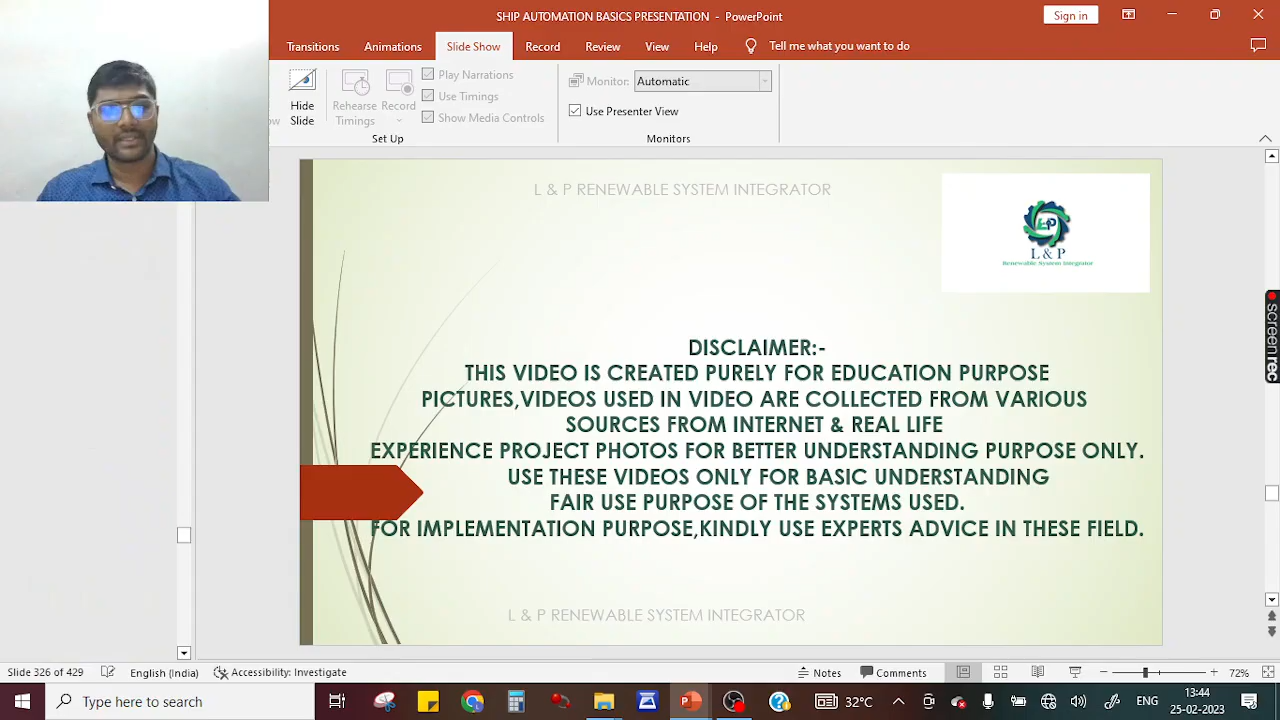 SHIP AUTOMATION BASICS PRESENTATION - PowerPoint
Sign in
Transitions Animations Slide Show Record Review View Help Tell me what you want to do
Hide Slide
Rehearse Timings
Record
Play Narrations
Use Timings
Show Media Controls
Set Up
Monitor: Automatic
Use Presenter View
Monitors
L & P RENEWABLE SYSTEM INTEGRATOR
L&P
L & P
Renewable System Integrator
DISCLAIMER:-
THIS VIDEO IS CREATED PURELY FOR EDUCATION PURPOSE
PICTURES,VIDEOS USED IN VIDEO ARE COLLECTED FROM VARIOUS
SOURCES FROM INTERNET & REAL LIFE
EXPERIENCE PROJECT PHOTOS FOR BETTER UNDERSTANDING PURPOSE ONLY.
USE THESE VIDEOS ONLY FOR BASIC UNDERSTANDING
FAIR USE PURPOSE OF THE SYSTEMS USED.
FOR IMPLEMENTATION PURPOSE,KINDLY USE EXPERTS ADVICE IN THESE FIELD.
L & P RENEWABLE SYSTEM INTEGRATOR
screen rec
Slide 326 of 429 English (India) Accessibility: Investigate Notes Comments 72%
Type here to search
32°C
ENG
13:44
25-02-2023